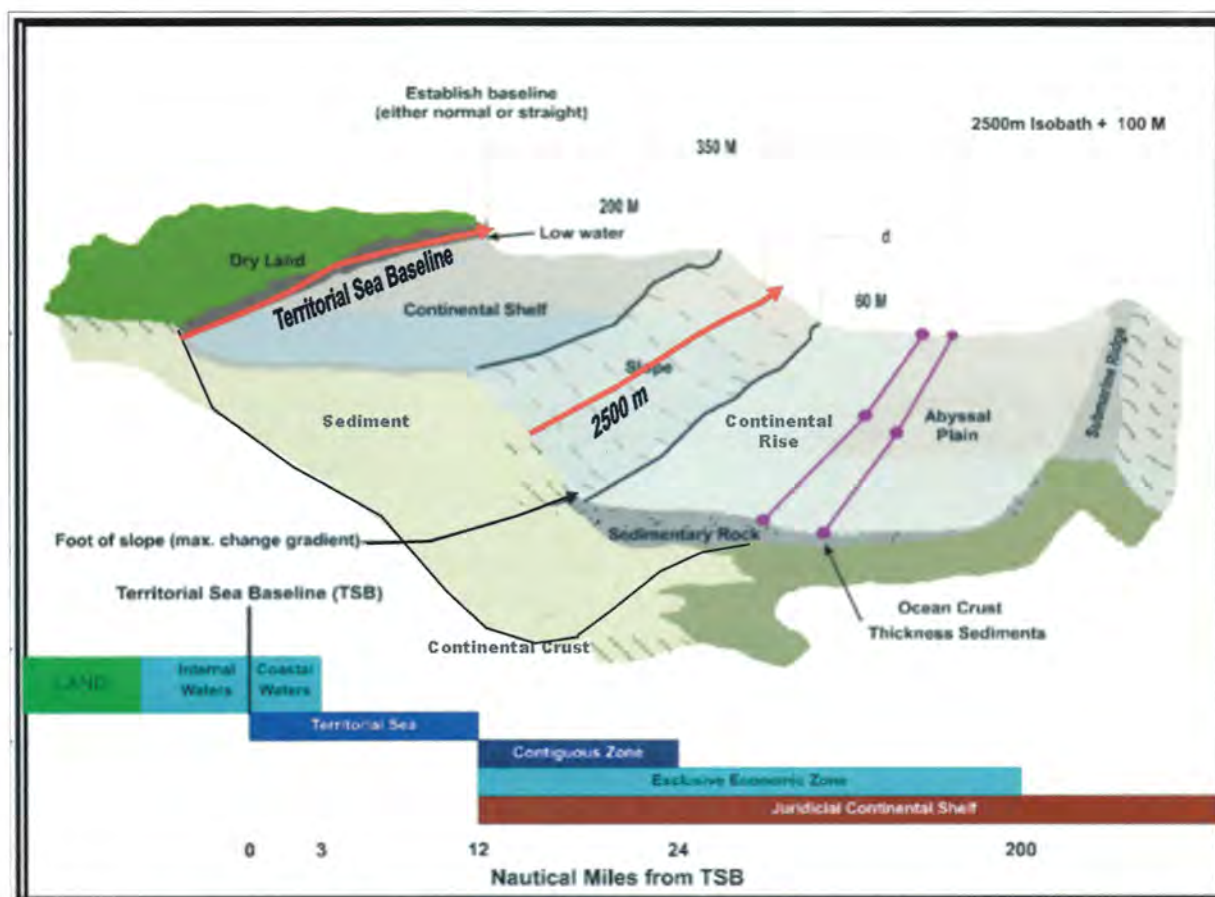 Establish baseline
(either normal or straight)
2500m Isobath + 100 M
350 M
200 M
Low water
d
Dry Land
Territorial Sea Baseline
Continental Shelf
60 M
Slope
2500 m
Submarine Ridge
Sediment
Continental
Rise
Abyssal
Plain
Foot of slope (max. change gradient)
Sedimentary Rock
Territorial Sea Baseline (TSB)
Ocean Crust
Thickness Sediments
Continental Crust
LAND
Internal
Waters
Coastal
Waters
Territorial Sea
Contiguous Zone
Exclusive Economic Zone
Juridicial Continental Shelf
0 3 12 24 200
Nautical Miles from TSB